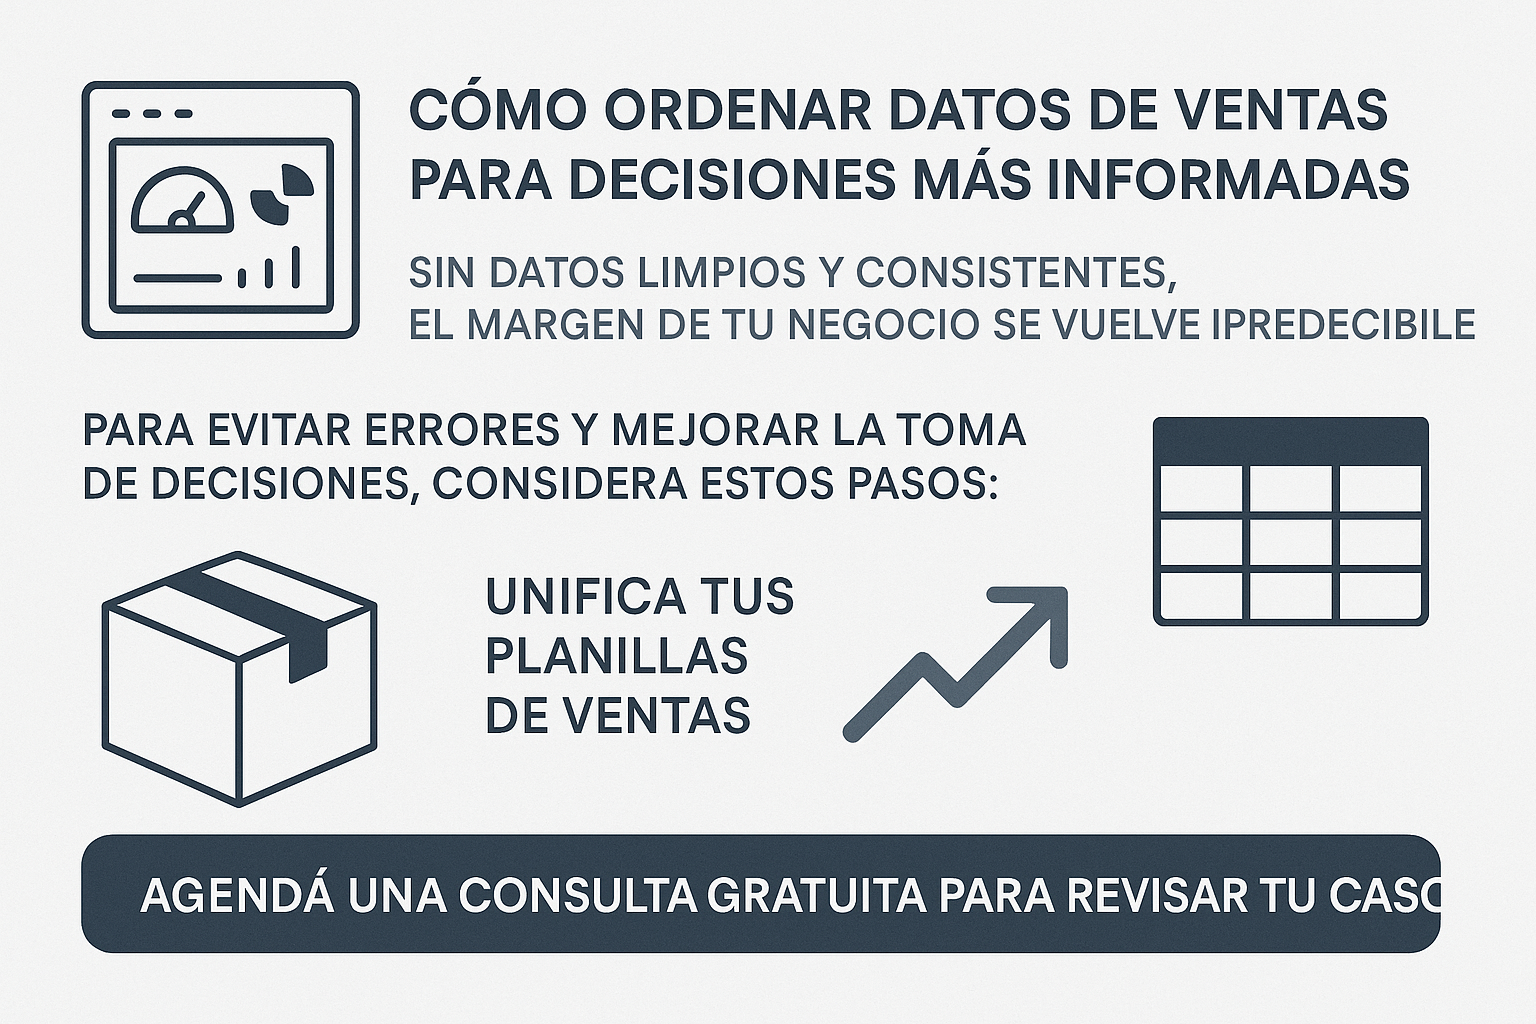 CÓMO ORDENAR DATOS DE VENTAS
PARA DECISIONES MÁS INFORMADAS
SIN DATOS LIMPIOS Y CONSISTENTES,
EL MARGEN DE TU NEGOCIO SE VUELVE IPREDECIBILE
PARA EVITAR ERRORES Y MEJORAR LA TOMA
DE DECISIONES, CONSIDERA ESTOS PASOS:
UNIFICA TUS
PLANILLAS
DE VENTAS
AGENDÁ UNA CONSULTA GRATUITA PARA REVISAR TU CASO